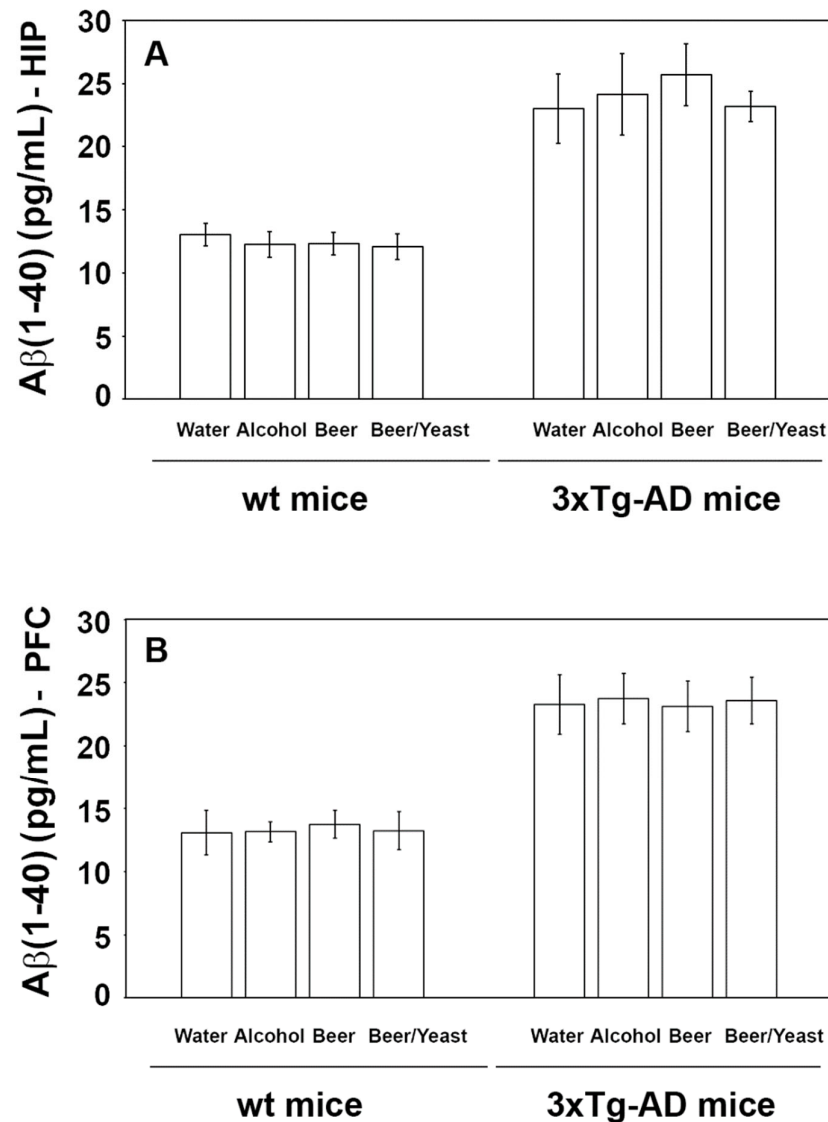 A
Aβ(1-40) (pg/mL) - HIP
30
25
20
15
10
5
0
Water Alcohol Beer Beer/Yeast
Water Alcohol Beer Beer/Yeast
wt mice
3xTg-AD mice
B
Aβ(1-40) (pg/mL) - PFC
30
25
20
15
10
5
0
Water Alcohol Beer Beer/Yeast
Water Alcohol Beer Beer/Yeast
wt mice
3xTg-AD mice